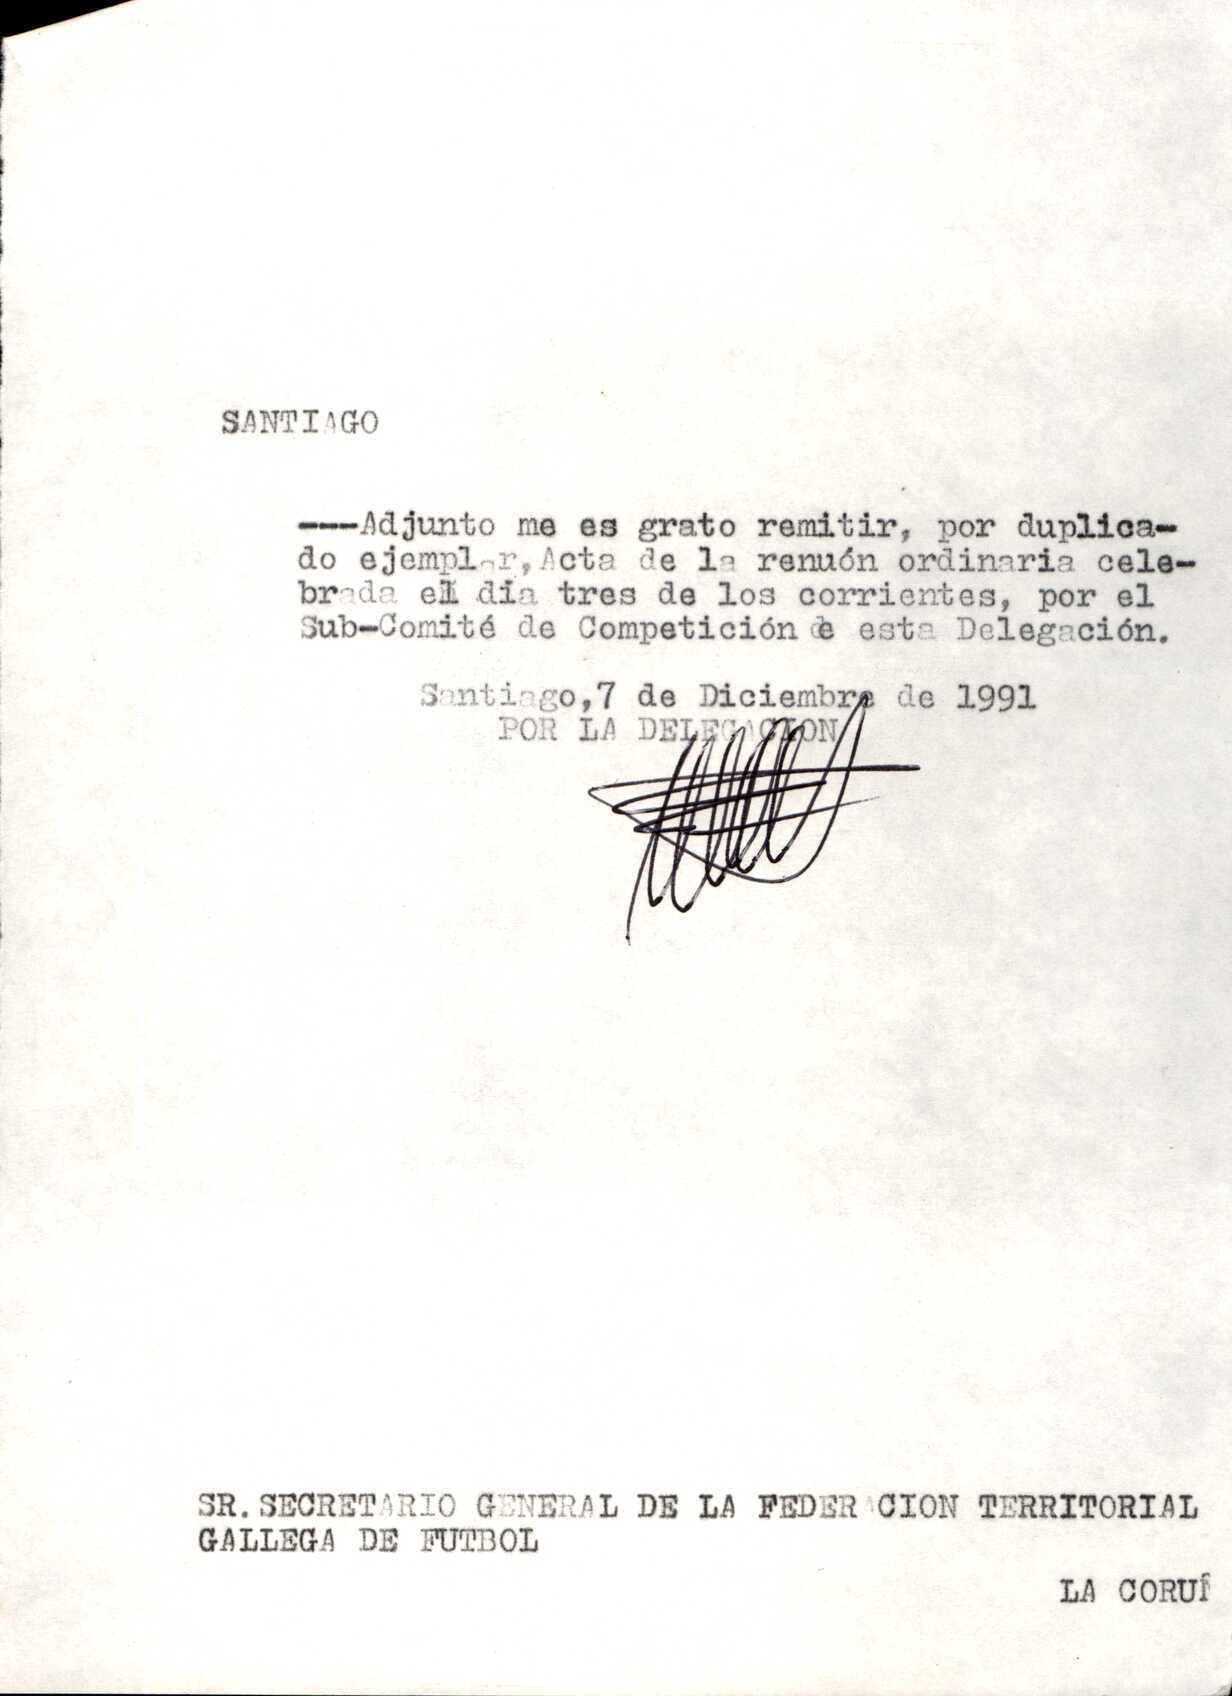 SANTIAGO
---Adjunto me es grato remitir, por duplica-
do ejemplar, Acta de la renuón ordinaria cele-
brada el día tres de los corrientes, por el
Sub-Comité de Competición de esta Delegación.
Santiago,7 de Diciembre de 1991
POR LA DELEGACION
SR.SECRETARIO GENERAL DE LA FEDERACION TERRITORIAL
GALLEGA DE FUTBOL
LA CORUÑ